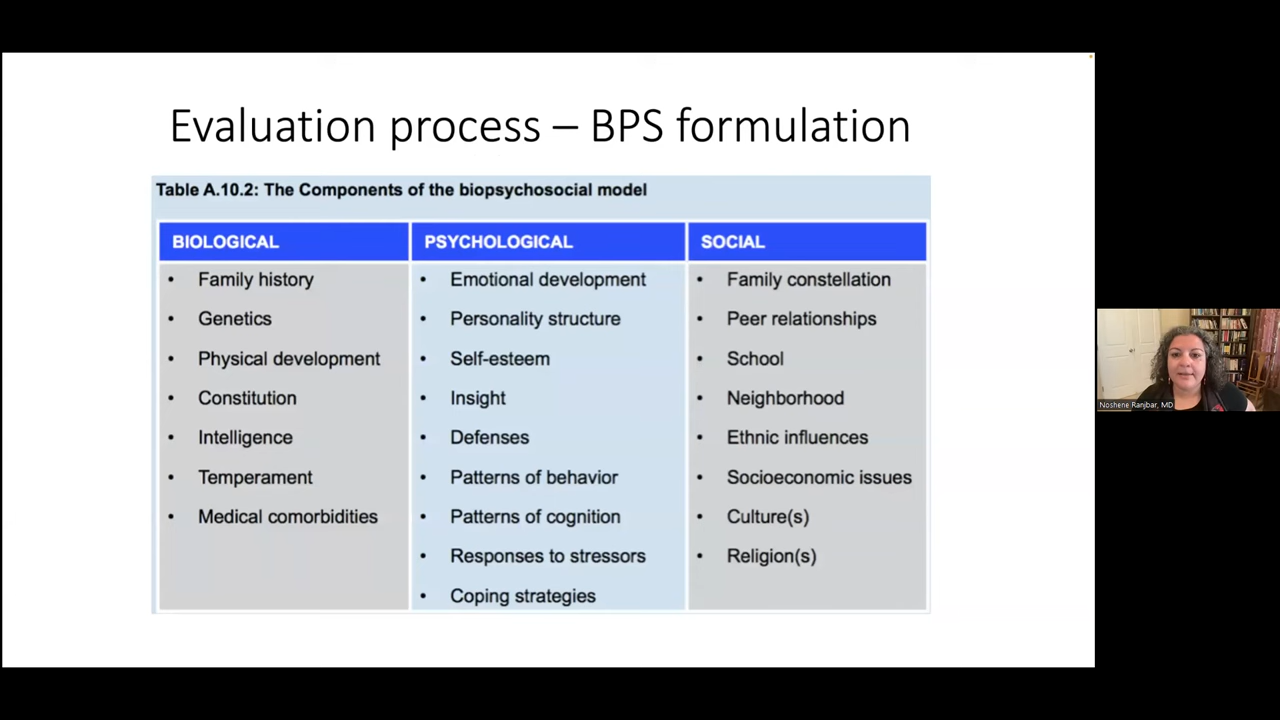 Evaluation process – BPS formulation
Table A.10.2: The Components of the biopsychosocial model
BIOLOGICAL
• Family history
• Genetics
• Physical development
• Constitution
• Intelligence
• Temperament
• Medical comorbidities
PSYCHOLOGICAL
• Emotional development
• Personality structure
• Self-esteem
• Insight
• Defenses
• Patterns of behavior
• Patterns of cognition
• Responses to stressors
• Coping strategies
SOCIAL
• Family constellation
• Peer relationships
• School
• Neighborhood
• Ethnic influences
• Socioeconomic issues
• Culture(s)
• Religion(s)
Noshene Ranjbar, MD